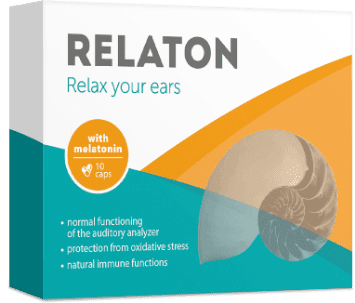 RELATON
Relax your ears
with
melatonin
10
caps
• normal functioning
of the auditory analyzer
• protection from oxidative stress
• natural immune functions